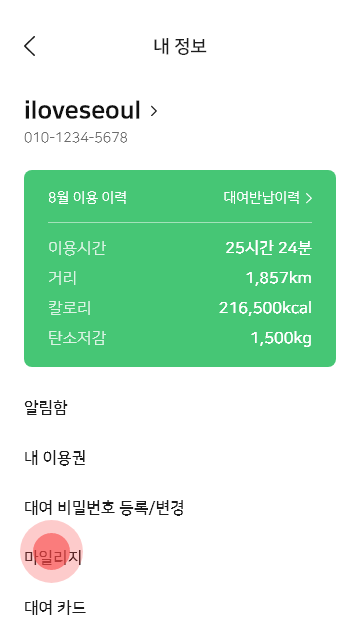 내 정보
iloveseoul
010-1234-5678
8월 이용 이력 대여반납이력
이용시간 25시간 24분
거리 1,857km
칼로리 216,500kcal
탄소저감 1,500kg
알림함
내 이용권
대여 비밀번호 등록/변경
마일리지
대여 카드